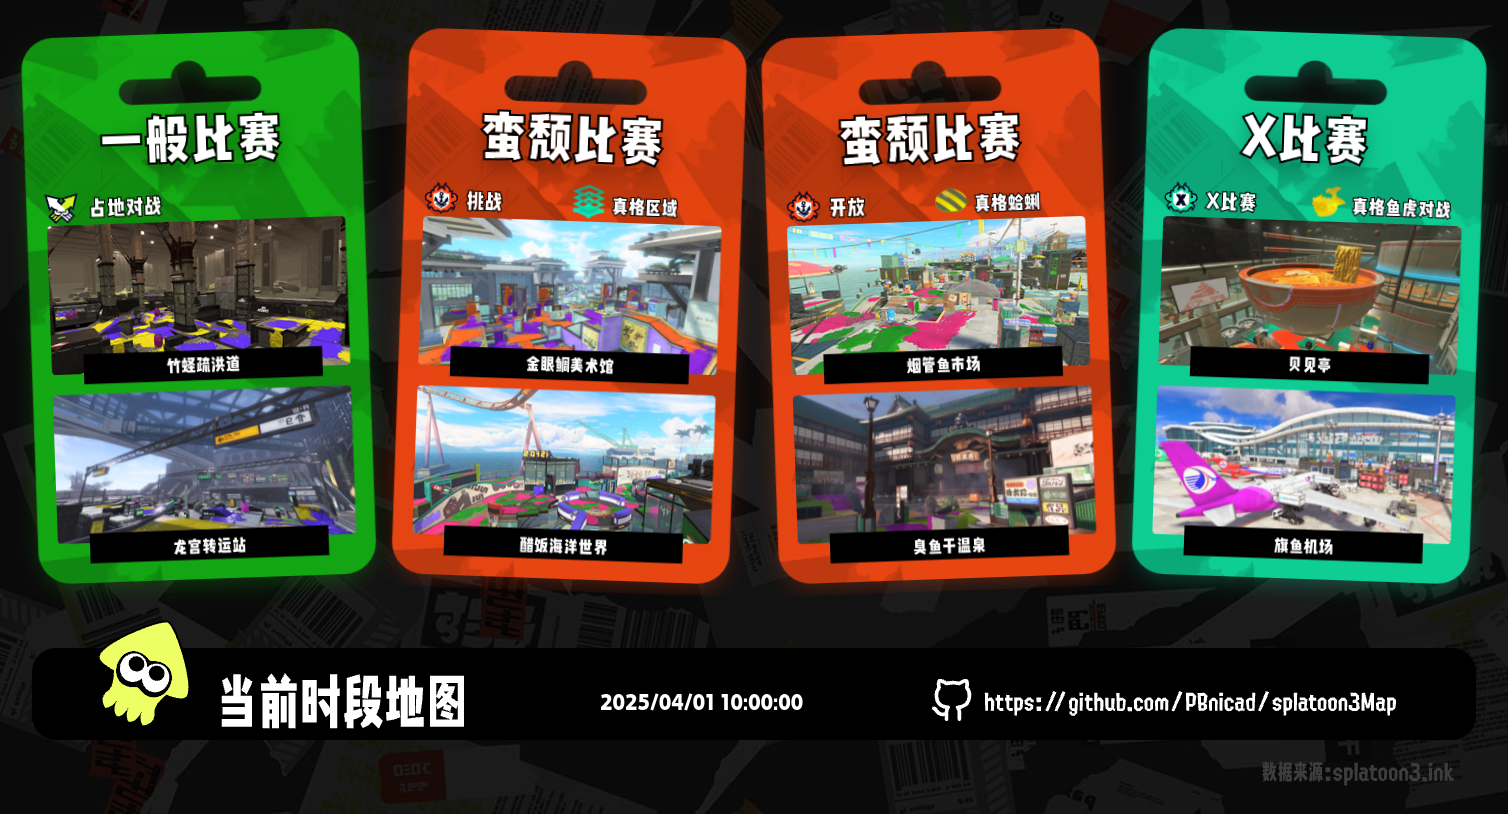 一般比赛
占地对战
竹蛏疏洪道
龙宫转运站
蛮颓比赛
挑战
真格区域
金眼鲷美术馆
醋饭海洋世界
蛮颓比赛
开放
真格蛤蜊
烟管鱼市场
臭鱼干温泉
X比赛
X比赛
真格鱼虎对战
贝见亭
旗鱼机场
当前时段地图
2025/04/01 10:00:00
https://github.com/PBnicad/splatoon3Map
数据来源:splatoon3.ink